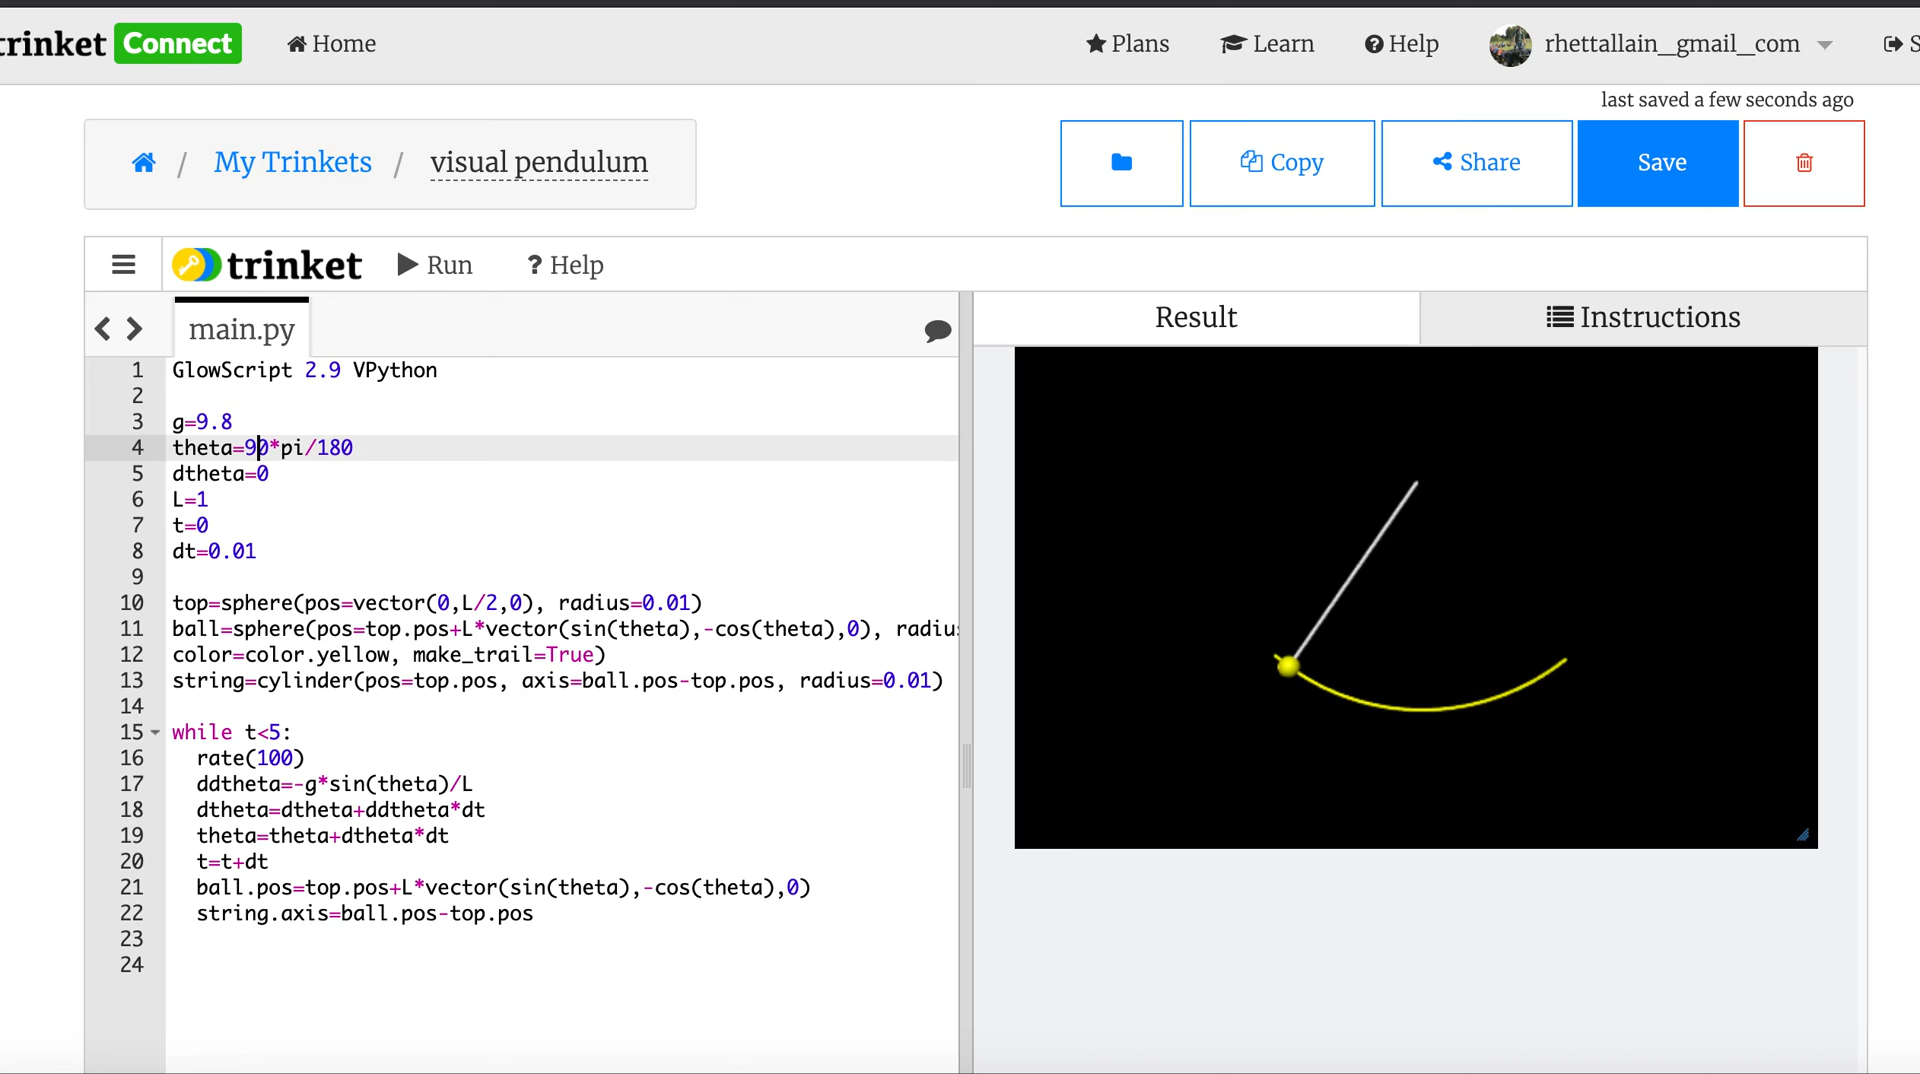 trinket Connect Home Plans Learn Help rhettallain_gmail_com
last saved a few seconds ago
/ My Trinkets / visual pendulum Copy Share Save
trinket Run ? Help
main.py Result Instructions
1 GlowScript 2.9 VPython
2
3 g=9.8
4 theta=90*pi/180
5 dtheta=0
6 L=1
7 t=0
8 dt=0.01
9
10 top=sphere(pos=vector(0,L/2,0), radius=0.01)
11 ball=sphere(pos=top.pos+L*vector(sin(theta),-cos(theta),0), radiu
12 color=color.yellow, make_trail=True)
13 string=cylinder(pos=top.pos, axis=ball.pos-top.pos, radius=0.01)
14
15 while t<5:
16 rate(100)
17 ddtheta=-g*sin(theta)/L
18 dtheta=dtheta+ddtheta*dt
19 theta=theta+dtheta*dt
20 t=t+dt
21 ball.pos=top.pos+L*vector(sin(theta),-cos(theta),0)
22 string.axis=ball.pos-top.pos
23
24